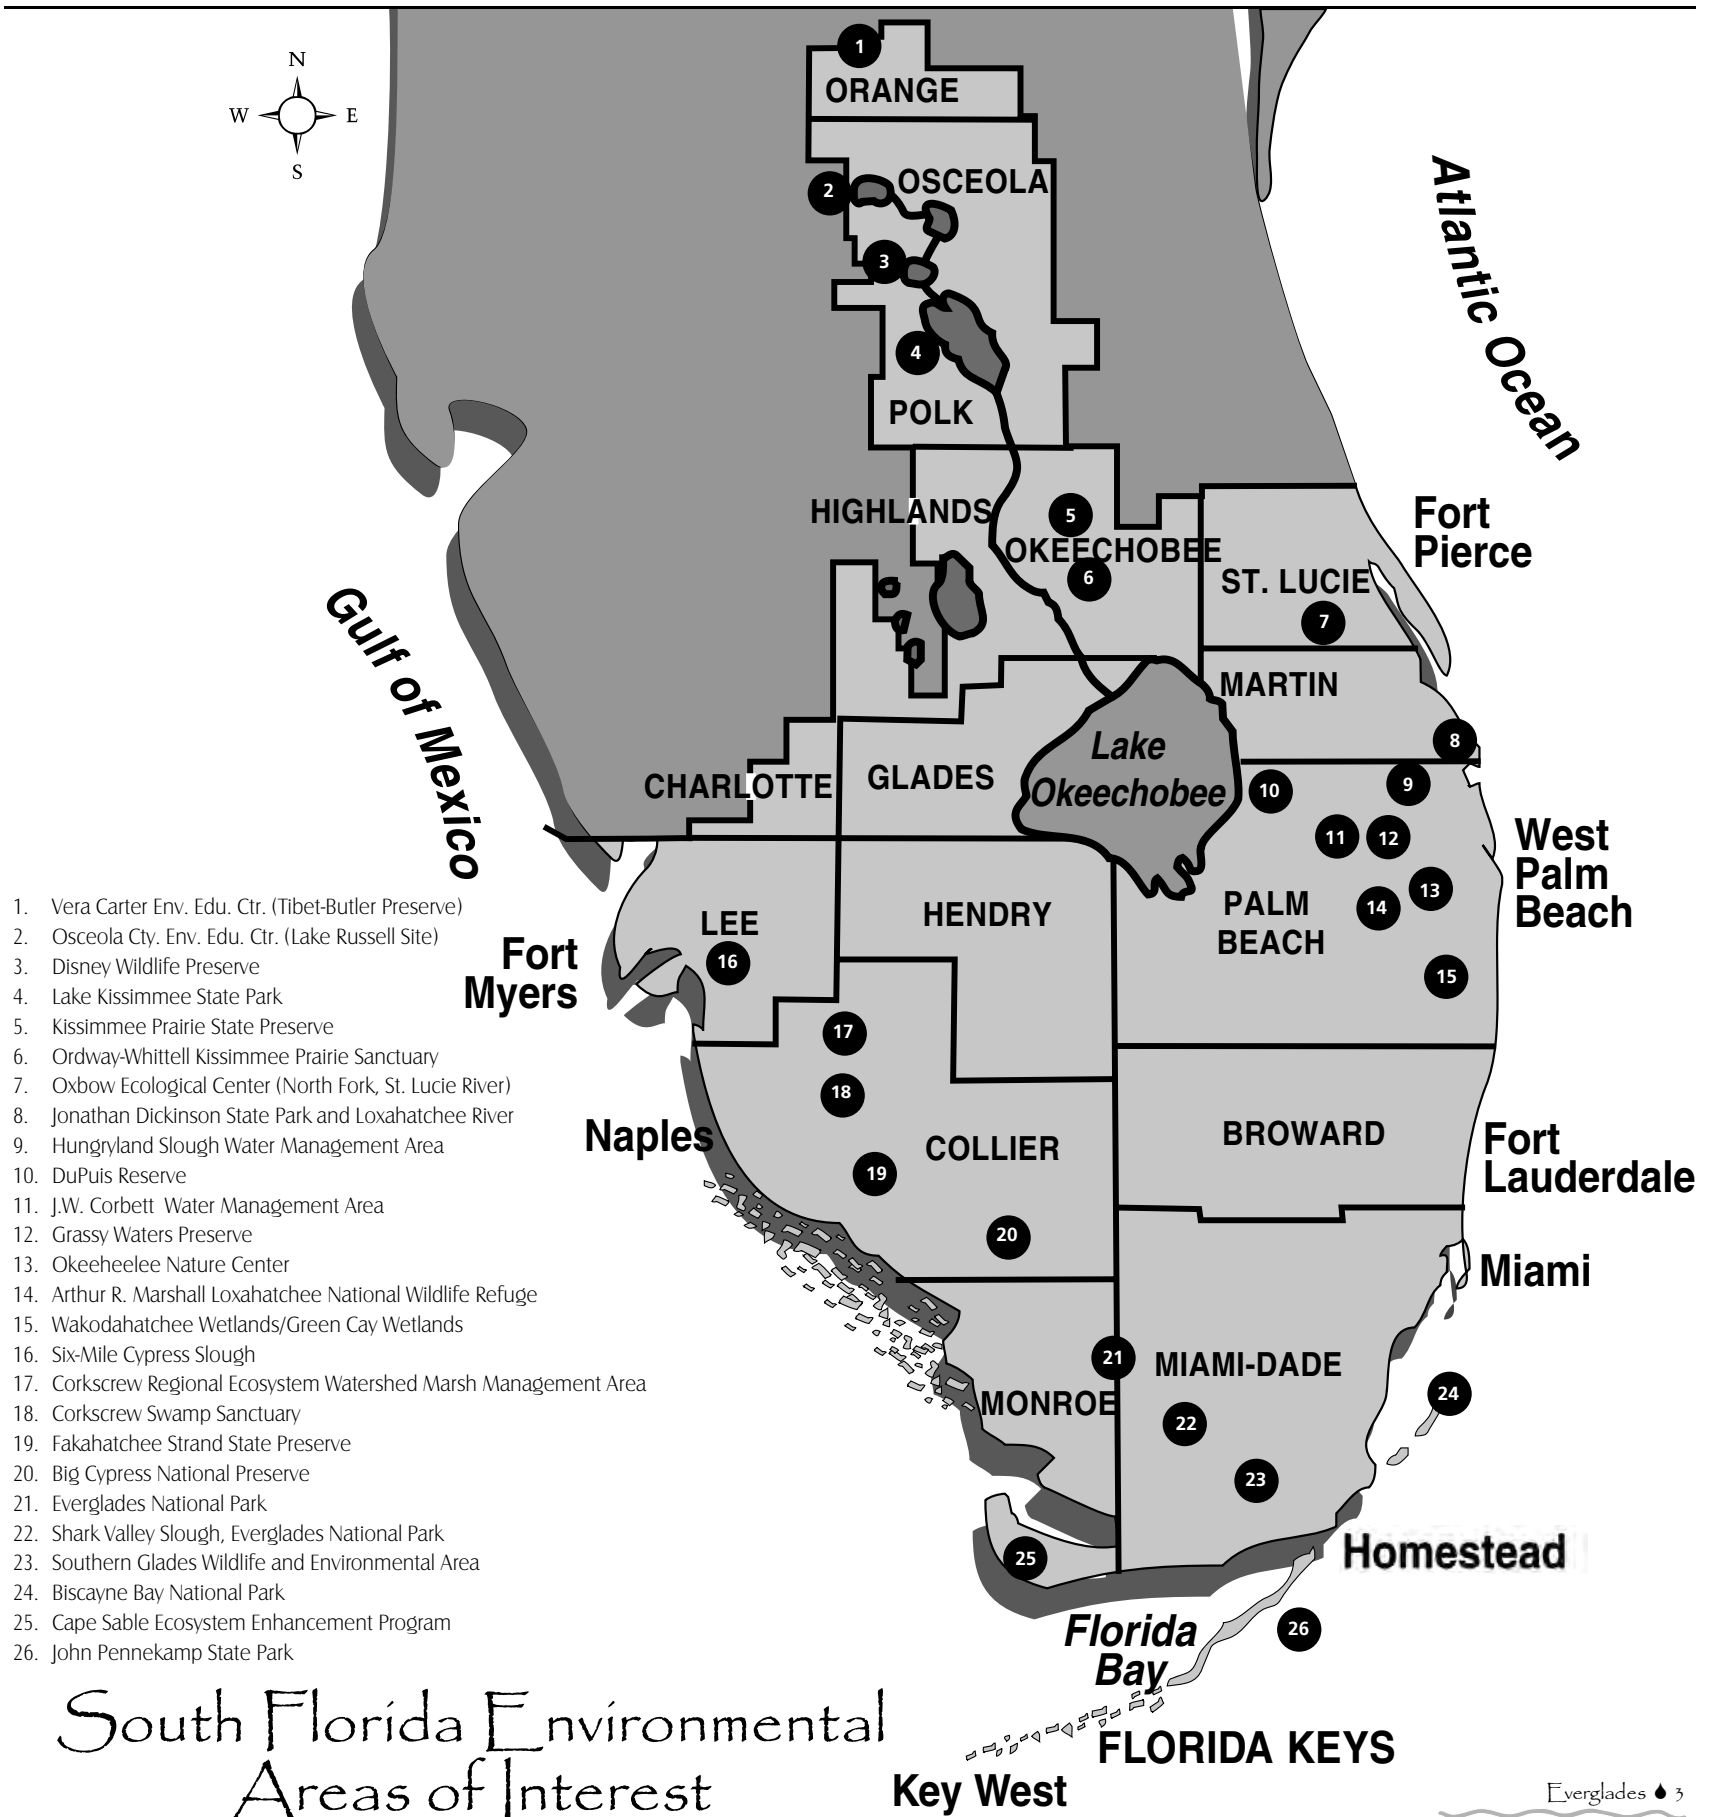 N
W E
S
1
ORANGE
2
OSCEOLA
3
4
POLK
Atlantic Ocean
HIGHLANDS
5
OKEECHOBEE
6
Fort
Pierce
ST. LUCIE
7
MARTIN
8
Gulf of Mexico
CHARLOTTE
GLADES
Lake
Okeechobee
10
9
11
12
13
14
PALM
BEACH
15
West
Palm
Beach
LEE
16
HENDRY
Fort
Myers
17
18
Naples
19
COLLIER
20
BROWARD
Fort
Lauderdale
Miami
21
MIAMI-DADE
MONROE
22
23
24
25
Homestead
26
Florida
Bay
FLORIDA KEYS
Key West
1. Vera Carter Env. Edu. Ctr. (Tibet-Butler Preserve)
2. Osceola Cty. Env. Edu. Ctr. (Lake Russell Site)
3. Disney Wildlife Preserve
4. Lake Kissimmee State Park
5. Kissimmee Prairie State Preserve
6. Ordway-Whittell Kissimmee Prairie Sanctuary
7. Oxbow Ecological Center (North Fork, St. Lucie River)
8. Jonathan Dickinson State Park and Loxahatchee River
9. Hungryland Slough Water Management Area
10. DuPuis Reserve
11. J.W. Corbett Water Management Area
12. Grassy Waters Preserve
13. Okeeheelee Nature Center
14. Arthur R. Marshall Loxahatchee National Wildlife Refuge
15. Wakodahatchee Wetlands/Green Cay Wetlands
16. Six-Mile Cypress Slough
17. Corkscrew Regional Ecosystem Watershed Marsh Management Area
18. Corkscrew Swamp Sanctuary
19. Fakahatchee Strand State Preserve
20. Big Cypress National Preserve
21. Everglades National Park
22. Shark Valley Slough, Everglades National Park
23. Southern Glades Wildlife and Environmental Area
24. Biscayne Bay National Park
25. Cape Sable Ecosystem Enhancement Program
26. John Pennekamp State Park
South Florida Environmental
Areas of Interest
Everglades 3